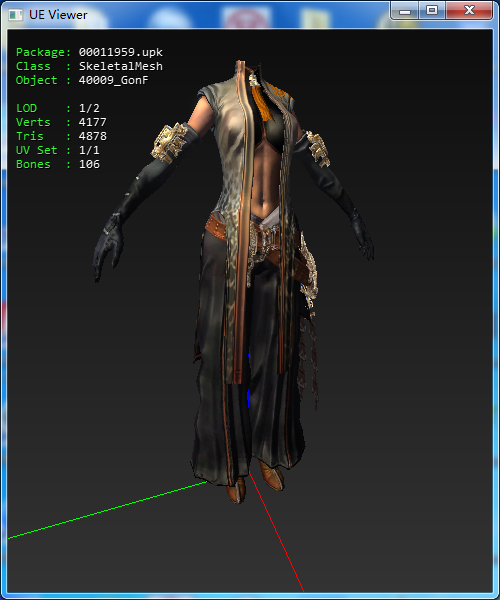 UE Viewer
Package: 00011959.upk
Class  : SkeletalMesh
Object : 40009_GonF
LOD    : 1/2
Verts  : 4177
Tris   : 4878
UV Set : 1/1
Bones  : 106